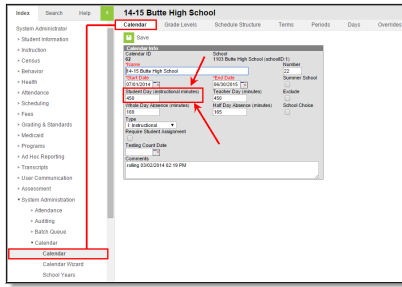 Index Search Help
14-15 Butte High School
Calendar Grade Levels Schedule Structure Terms Periods Days Overrides
Save
System Administrator
Student Information
Instruction
Census
Behavior
Health
Attendance
Scheduling
Fees
Grading & Standards
Medicaid
Programs
Ad Hoc Reporting
Transcripts
User Communication
Assessment
System Administration
Attendance
Auditing
Batch Queue
Calendar
Calendar
Calendar Wizard
School Years
Calendar Info
Calendar ID School
62 1103 Butte High School (schoolID:1)
*Name Number
14-15 Butte High School 22
*Start Date *End Date Summer School
07/01/2014 06/30/2015
Student Day (instructional minutes) Teacher Day (minutes) Exclude
450 450
Whole Day Absence (minutes) Half Day Absence (minutes) School Choice
168 165
Type
I: Instructional
Require Student Assignment
Testing Count Date
Comments
rolling 03/02/2014 02:19 PM